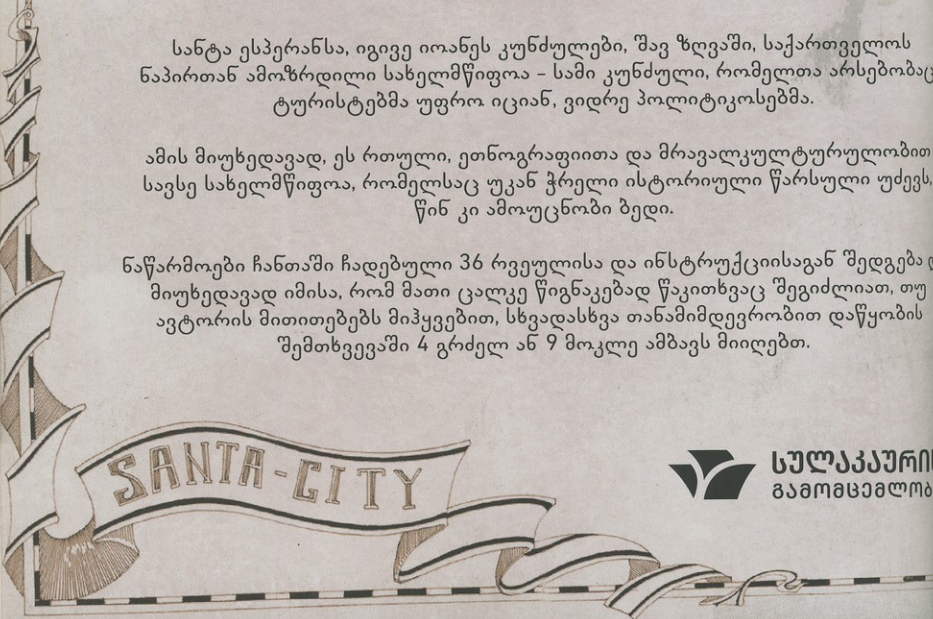 სანტა ესპერანსა, იგივე იოანეს კუნძულები, შავ ზღვაში, საქართველოს
ნაპირთან ამოზრდილი სახელმწიფოა – სამი კუნძული, რომელთა არსებობაც
ტურისტებმა უფრო იციან, ვიდრე პოლიტიკოსებმა.
ამის მიუხედავად, ეს რთული, ეთნოგრაფიითა და მრავალკულტურულობით
სავსე სახელმწიფოა, რომელსაც უკან ჭრელი ისტორიული წარსული უძევს,
წინ კი ამოუცნობი ბედი.
ნაწარმოები ჩანთაში ჩადებული 36 რვეულისა და ინსტრუქციისაგან შედგება
მიუხედავად იმისა, რომ მათი ცალკე წიგნაკებად წაკითხვაც შეგიძლიათ, თუ
ავტორის მითითებებს მიჰყვებით, სხვადასხვა თანამიმდევრობით დაწყობის
შემთხვევაში 4 გრძელ ან 9 მოკლე ამბავს მიიღებთ.
SANTA-CITY
სულაკაურის
გამომცემლობ